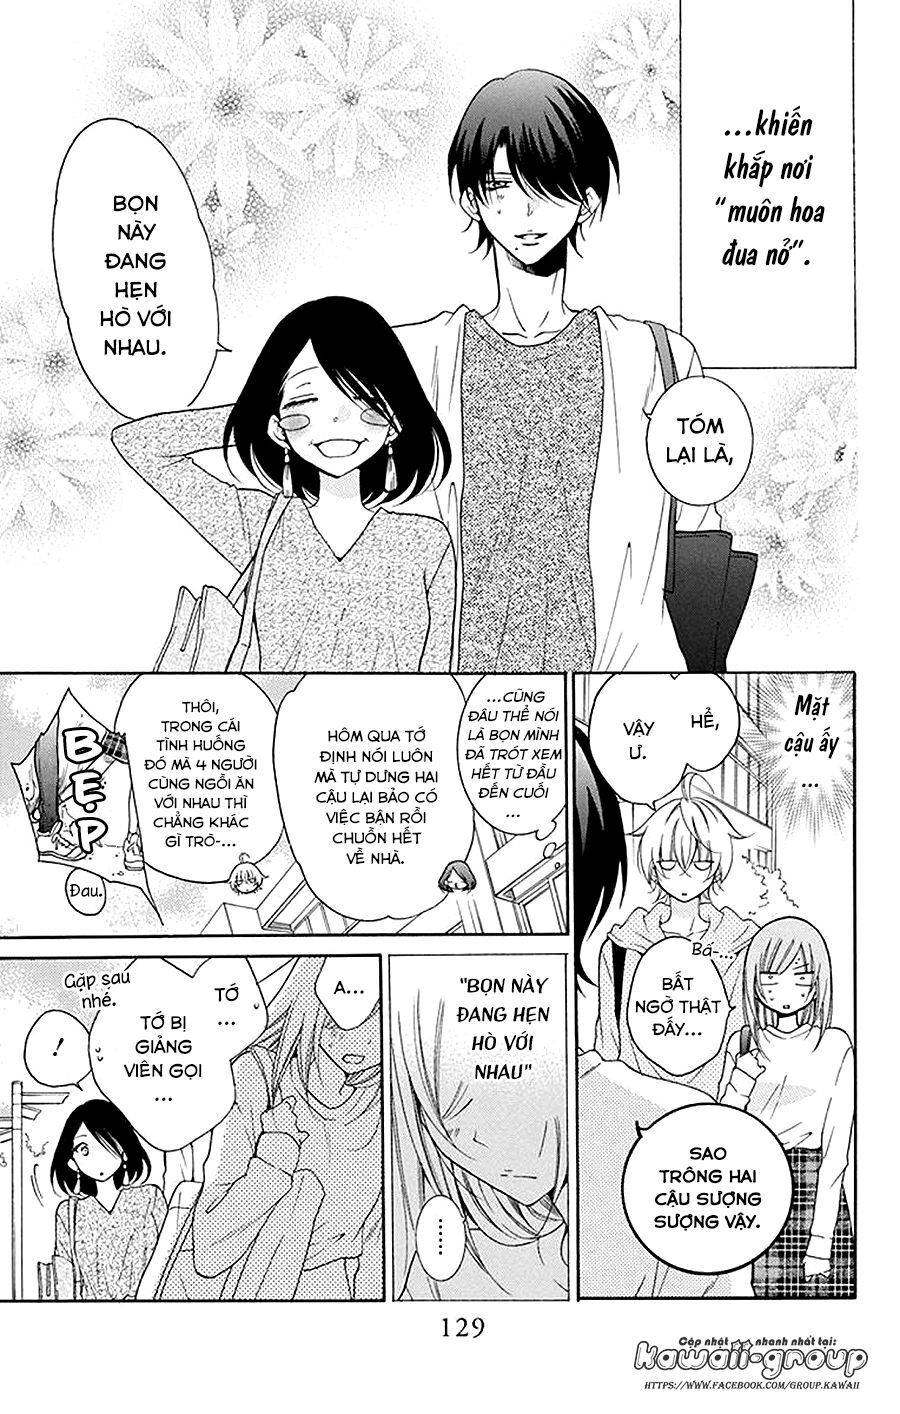 ...khiến
khắp nơi
“muôn hoa
đua nở”.
TÓM
LẠI LÀ,
BỌN
NÀY
ĐANG
HẸN
HÒ VỚI
NHAU.
Mặt
cậu ấy
...
HỂ,
VẬY
Ư.
Bá-...
BẤT
NGỜ THẬT
ĐẤY...
SAO
TRÔNG HAI
CẬU SƯỢNG
SƯỢNG VẬY.
...CŨNG
ĐÂU THỂ NÓI
LÀ BỌN MÌNH
ĐÃ TRÓT XEM
HẾT TỪ ĐẦU
ĐẾN CUỐI
...
HÔM QUA TỚ
ĐỊNH NÓI LUÔN
MÀ TỰ DƯNG HAI
CẬU LẠI BẢO CÓ
VIỆC BẬN RỒI
CHUỒN HẾT
VỀ NHÀ.
THÔI,
TRONG CÁI
TÌNH HUỐNG
ĐÓ MÀ 4 NGƯỜI
CÙNG NGỒI ĂN
VỚI NHAU THÌ
CHẲNG KHÁC
GÌ TRÒ-...
BẸP
Đau.
"BỌN NÀY
ĐANG HẸN
HÒ VỚI
NHAU"
......
A...
TỚ
...
TỚ BỊ
GIẢNG
VIÊN GỌI
...
Gặp sau
nhé.
!
129
Cập nhật nhanh nhất tại:
kawaii-group
HTTPS://WWW.FACEBOOK.COM/GROUP.KAWAII